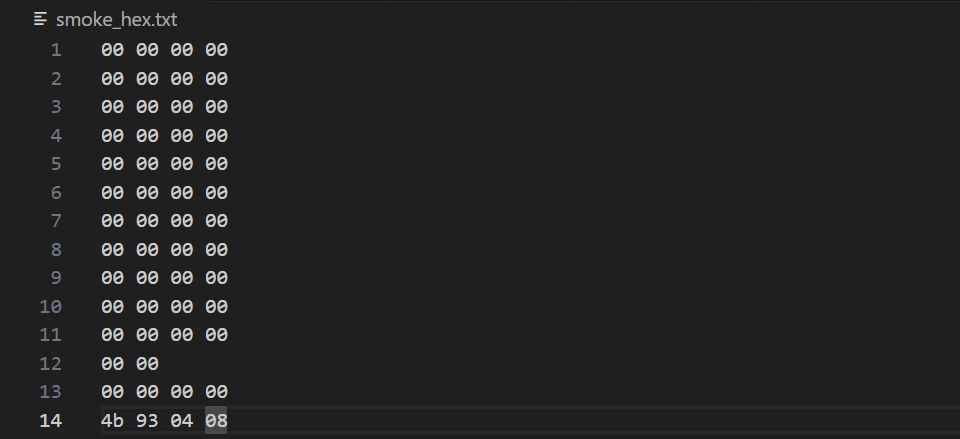 smoke_hex.txt
1 00 00 00 00
2 00 00 00 00
3 00 00 00 00
4 00 00 00 00
5 00 00 00 00
6 00 00 00 00
7 00 00 00 00
8 00 00 00 00
9 00 00 00 00
10 00 00 00 00
11 00 00 00 00
12 00 00
13 00 00 00 00
14 4b 93 04 08